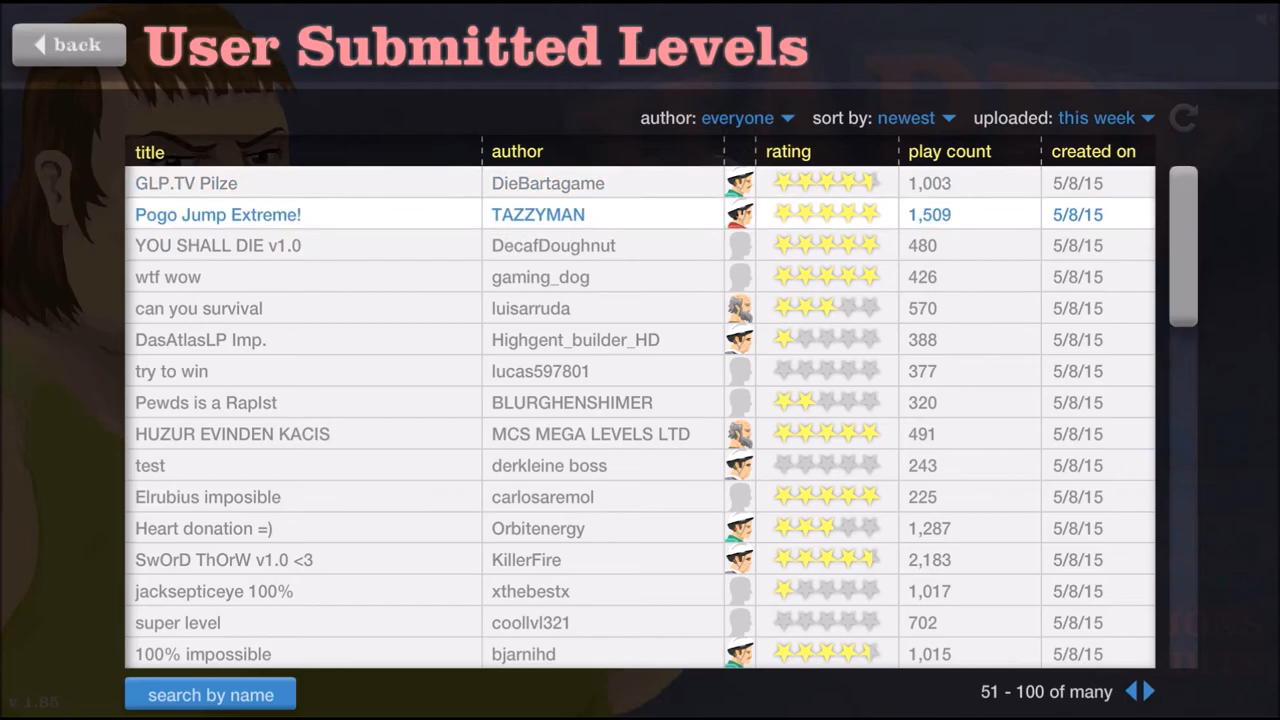 back
User Submitted Levels
author: everyone sort by: newest uploaded: this week
title author rating play count created on
GLP.TV Pilze DieBartagame 1,003 5/8/15
Pogo Jump Extreme! TAZZYMAN 1,509 5/8/15
YOU SHALL DIE v1.0 DecafDoughnut 480 5/8/15
wtf wow gaming_dog 426 5/8/15
can you survival luisarruda 570 5/8/15
DasAtlasLP Imp. Highgent_builder_HD 388 5/8/15
try to win lucas597801 377 5/8/15
Pewds is a RapIst BLURGHENSHIMER 320 5/8/15
HUZUR EVINDEN KACIS MCS MEGA LEVELS LTD 491 5/8/15
test derkleine boss 243 5/8/15
Elrubius imposible carlosaremol 225 5/8/15
Heart donation =) Orbitenergy 1,287 5/8/15
SwOrD ThOrW v1.0 <3 KillerFire 2,183 5/8/15
jacksepticeye 100% xthebestx 1,017 5/8/15
super level coollvl321 702 5/8/15
100% impossible bjarnihd 1,015 5/8/15
search by name 51 - 100 of many
v 1.85